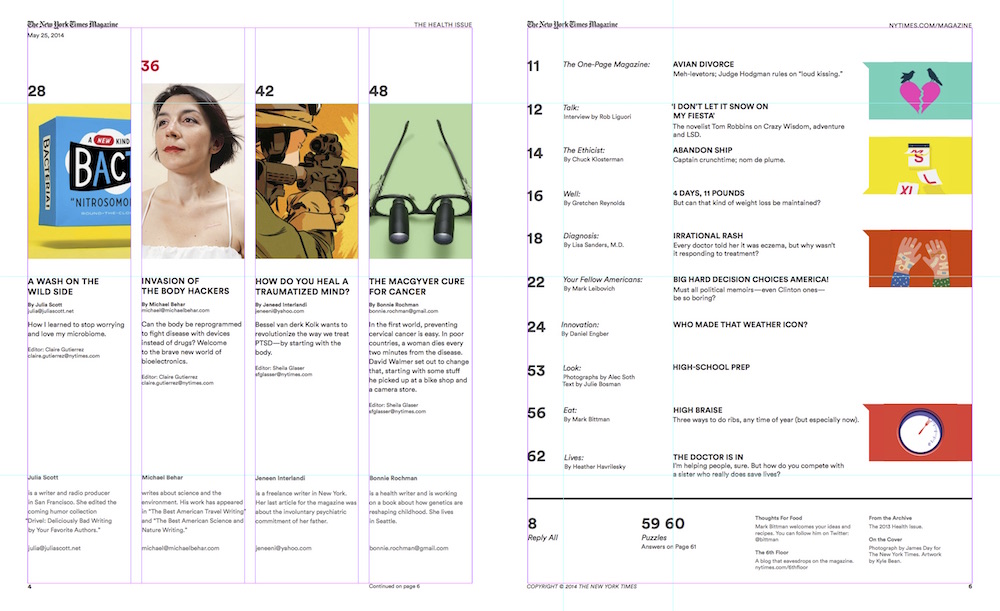 The New York Times Magazine
THE HEALTH ISSUE
May 25, 2014
28
36
42
48
A NEW KIND
BACTERIA!
BACT
"NITROSOMO
A WASH ON THE
WILD SIDE
By Julia Scott
julia@juliascott.net
How I learned to stop worrying
and love my microbiome.
Editor: Claire Gutierrez
claire.gutierrez@nytimes.com
INVASION OF
THE BODY HACKERS
By Michael Behar
michael@michaelbehar.com
Can the body be reprogrammed
to fight disease with devices
instead of drugs? Welcome
to the brave new world of
bioelectronics.
Editor: Claire Gutierrez
claire.gutierrez@nytimes.com
HOW DO YOU HEAL A
TRAUMATIZED MIND?
By Jeneed Interlandi
jeneeni@yahoo.com
Bessel van derk Kolk wants to
revolutionize the way we treat
PTSD—by starting with the
body.
Editor: Sheila Glaser
sfglasser@nytimes.com
THE MACGYVER CURE
FOR CANCER
By Bonnie Rochman
bonnie.rochman@gmail.com
In the first world, preventing
cervical cancer is easy. In poor
countries, a woman dies every
two minutes from the disease.
David Walmer set out to change
that, starting with some stuff
he picked up at a bike shop and
a camera store.
Editor: Sheila Glaser
sfglasser@nytimes.com
Julia Scott
is a writer and radio producer
in San Francisco. She edited the
coming humor collection
"Drivel: Deliciously Bad Writing
by Your Favorite Authors."
julia@juliascott.net
Michael Behar
writes about science and the
environment. His work has appeared
in "The Best American Travel Writing"
and "The Best American Science and
Nature Writing."
michael@michaelbehar.com
Jeneen Interlandi
is a freelance writer in New York.
Her last article for the magazine was
about the involuntary psychiatric
commitment of her father.
jeneeni@yahoo.com
Bonnie Rochman
is a health writer and is working
on a book about how genetics are
reshaping childhood. She lives
in Seattle.
bonnie.rochman@gmail.com
4
Continued on page 6
The New York Times Magazine
NYTIMES.COM/MAGAZINE
11
The One-Page Magazine:
AVIAN DIVORCE
Meh-levetors; Judge Hodgman rules on "loud kissing."
12
Talk:
Interview by Rob Liguori
'I DON'T LET IT SNOW ON
MY FIESTA'
The novelist Tom Robbins on Crazy Wisdom, adventure
and LSD.
14
The Ethicist:
By Chuck Klosterman
ABANDON SHIP
Captain crunchtime; nom de plume.
S
L
XL
16
Well:
By Gretchen Reynolds
4 DAYS, 11 POUNDS
But can that kind of weight loss be maintained?
18
Diagnosis:
By Lisa Sanders, M.D.
IRRATIONAL RASH
Every doctor told her it was eczema, but why wasn't
it responding to treatment?
22
Your Fellow Americans:
By Mark Leibovich
BIG HARD DECISION CHOICES AMERICA!
Must all political memoirs—even Clinton ones—
be so boring?
24
Innovation:
By Daniel Engber
WHO MADE THAT WEATHER ICON?
53
Look:
Photographs by Alec Soth
Text by Julie Bosman
HIGH-SCHOOL PREP
56
Eat:
By Mark Bittman
HIGH BRAISE
Three ways to do ribs, any time of year (but especially now).
62
Lives:
By Heather Havrilesky
THE DOCTOR IS IN
I'm helping people, sure. But how do you compete with
a sister who really does save lives?
8
Reply All
59 60
Puzzles
Answers on Page 61
Thoughts For Food
Mark Bittman welcomes your ideas and
recipes. You can follow him on Twitter:
@bittman
The 6th Floor
A blog that eavesdrops on the magazine.
nytimes.com/6thfloor
From the Archive
The 2013 Health Issue.
On the Cover
Photograph by James Day for
The New York Times. Artwork
by Kyle Bean.
COPYRIGHT © 2014 THE NEW YORK TIMES
6